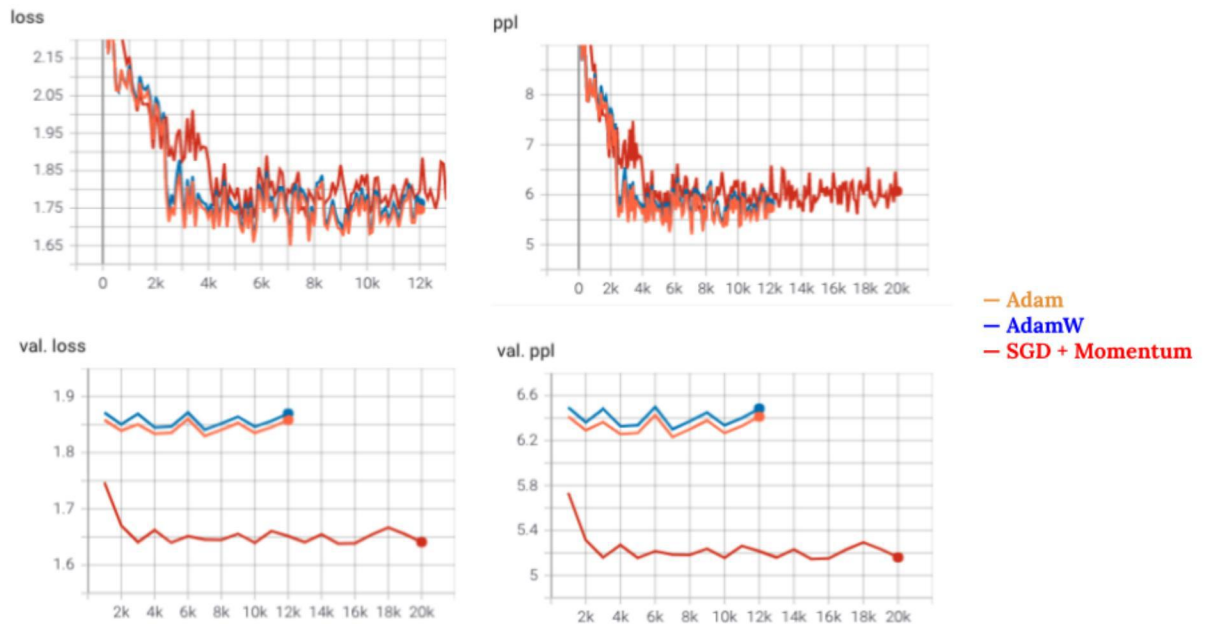 loss
2.15
2.05
1.95
1.85
1.75
1.65
0 2k 4k 6k 8k 10k 12k
ppl
8
7
6
5
0 2k 4k 6k 8k 10k 12k 14k 16k 18k 20k
Adam
AdamW
SGD + Momentum
val. loss
1.9
1.8
1.7
1.6
2k 4k 6k 8k 10k 12k 14k 16k 18k 20k
val. ppl
6.6
6.2
5.8
5.4
5
2k 4k 6k 8k 10k 12k 14k 16k 18k 20k